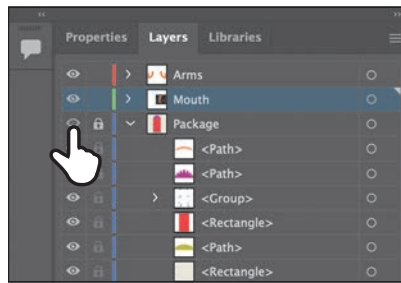 Properties Layers Libraries
Arms
Mouth
Package
<Path>
<Path>
<Group>
<Rectangle>
<Path>
<Rectangle>